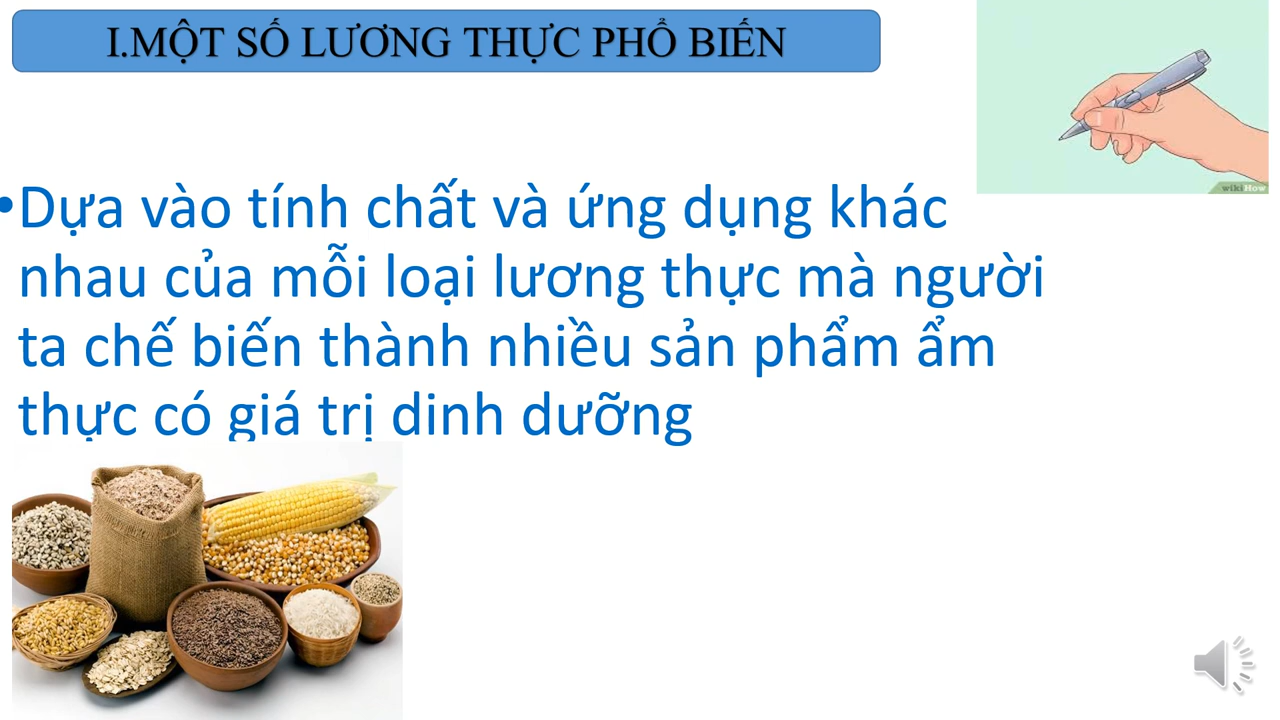 I.MỘT SỐ LƯƠNG THỰC PHỔ BIẾN
wikiHow
•Dựa vào tính chất và ứng dụng khác
nhau của mỗi loại lương thực mà người
ta chế biến thành nhiều sản phẩm ẩm
thực có giá trị dinh dưỡng